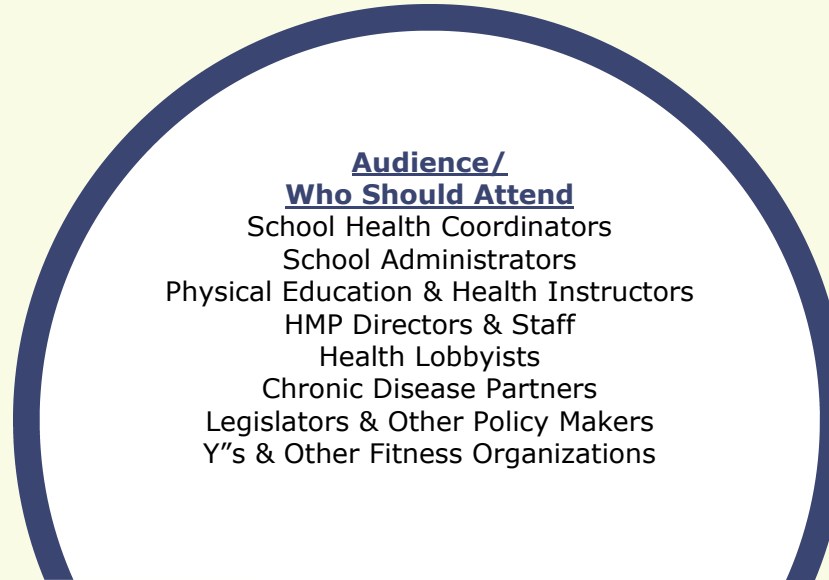 Audience/
Who Should Attend
School Health Coordinators
School Administrators
Physical Education & Health Instructors
HMP Directors & Staff
Health Lobbyists
Chronic Disease Partners
Legislators & Other Policy Makers
Y”s & Other Fitness Organizations